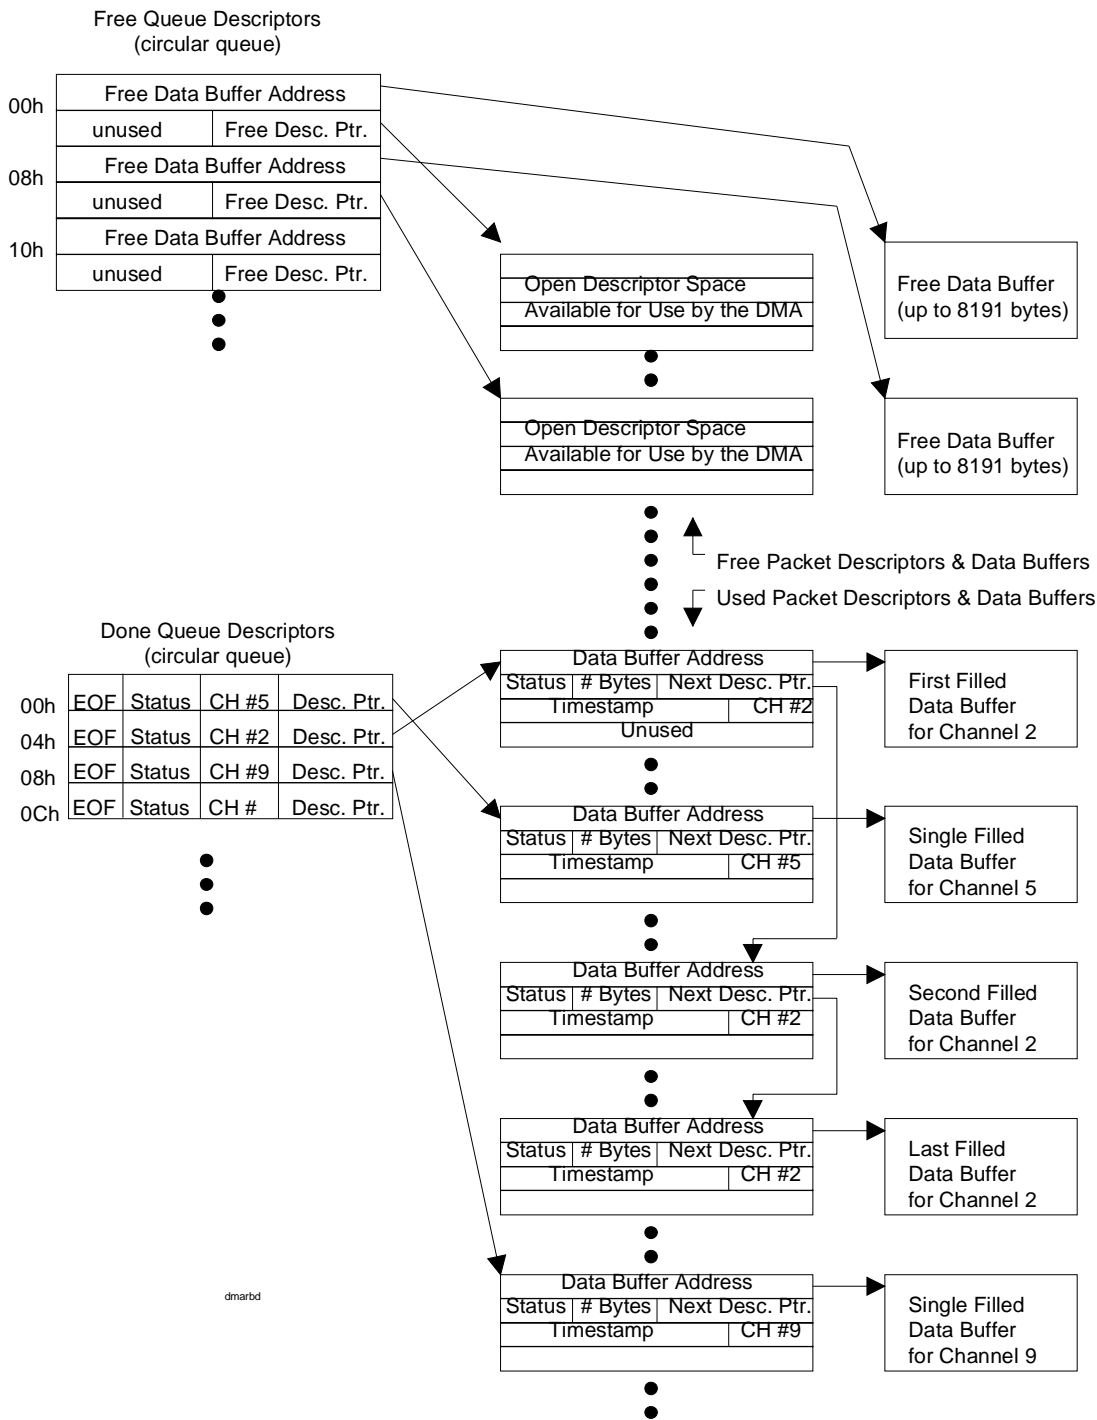 Free Queue Descriptors
(circular queue)
00h
Free Data Buffer Address
unused
Free Desc. Ptr.
08h
Free Data Buffer Address
unused
Free Desc. Ptr.
10h
Free Data Buffer Address
unused
Free Desc. Ptr.
Open Descriptor Space
Available for Use by the DMA
Free Data Buffer
(up to 8191 bytes)
Open Descriptor Space
Available for Use by the DMA
Free Data Buffer
(up to 8191 bytes)
Free Packet Descriptors & Data Buffers
Used Packet Descriptors & Data Buffers
Done Queue Descriptors
(circular queue)
00h EOF Status CH #5 Desc. Ptr.
04h EOF Status CH #2 Desc. Ptr.
08h EOF Status CH #9 Desc. Ptr.
0Ch EOF Status CH # Desc. Ptr.
Data Buffer Address
Status # Bytes Next Desc. Ptr.
Timestamp CH #2
Unused
First Filled
Data Buffer
for Channel 2
Data Buffer Address
Status # Bytes Next Desc. Ptr.
Timestamp CH #5
Single Filled
Data Buffer
for Channel 5
Data Buffer Address
Status # Bytes Next Desc. Ptr.
Timestamp CH #2
Second Filled
Data Buffer
for Channel 2
Data Buffer Address
Status # Bytes Next Desc. Ptr.
Timestamp CH #2
Last Filled
Data Buffer
for Channel 2
Data Buffer Address
Status # Bytes Next Desc. Ptr.
Timestamp CH #9
Single Filled
Data Buffer
for Channel 9
dmarbd